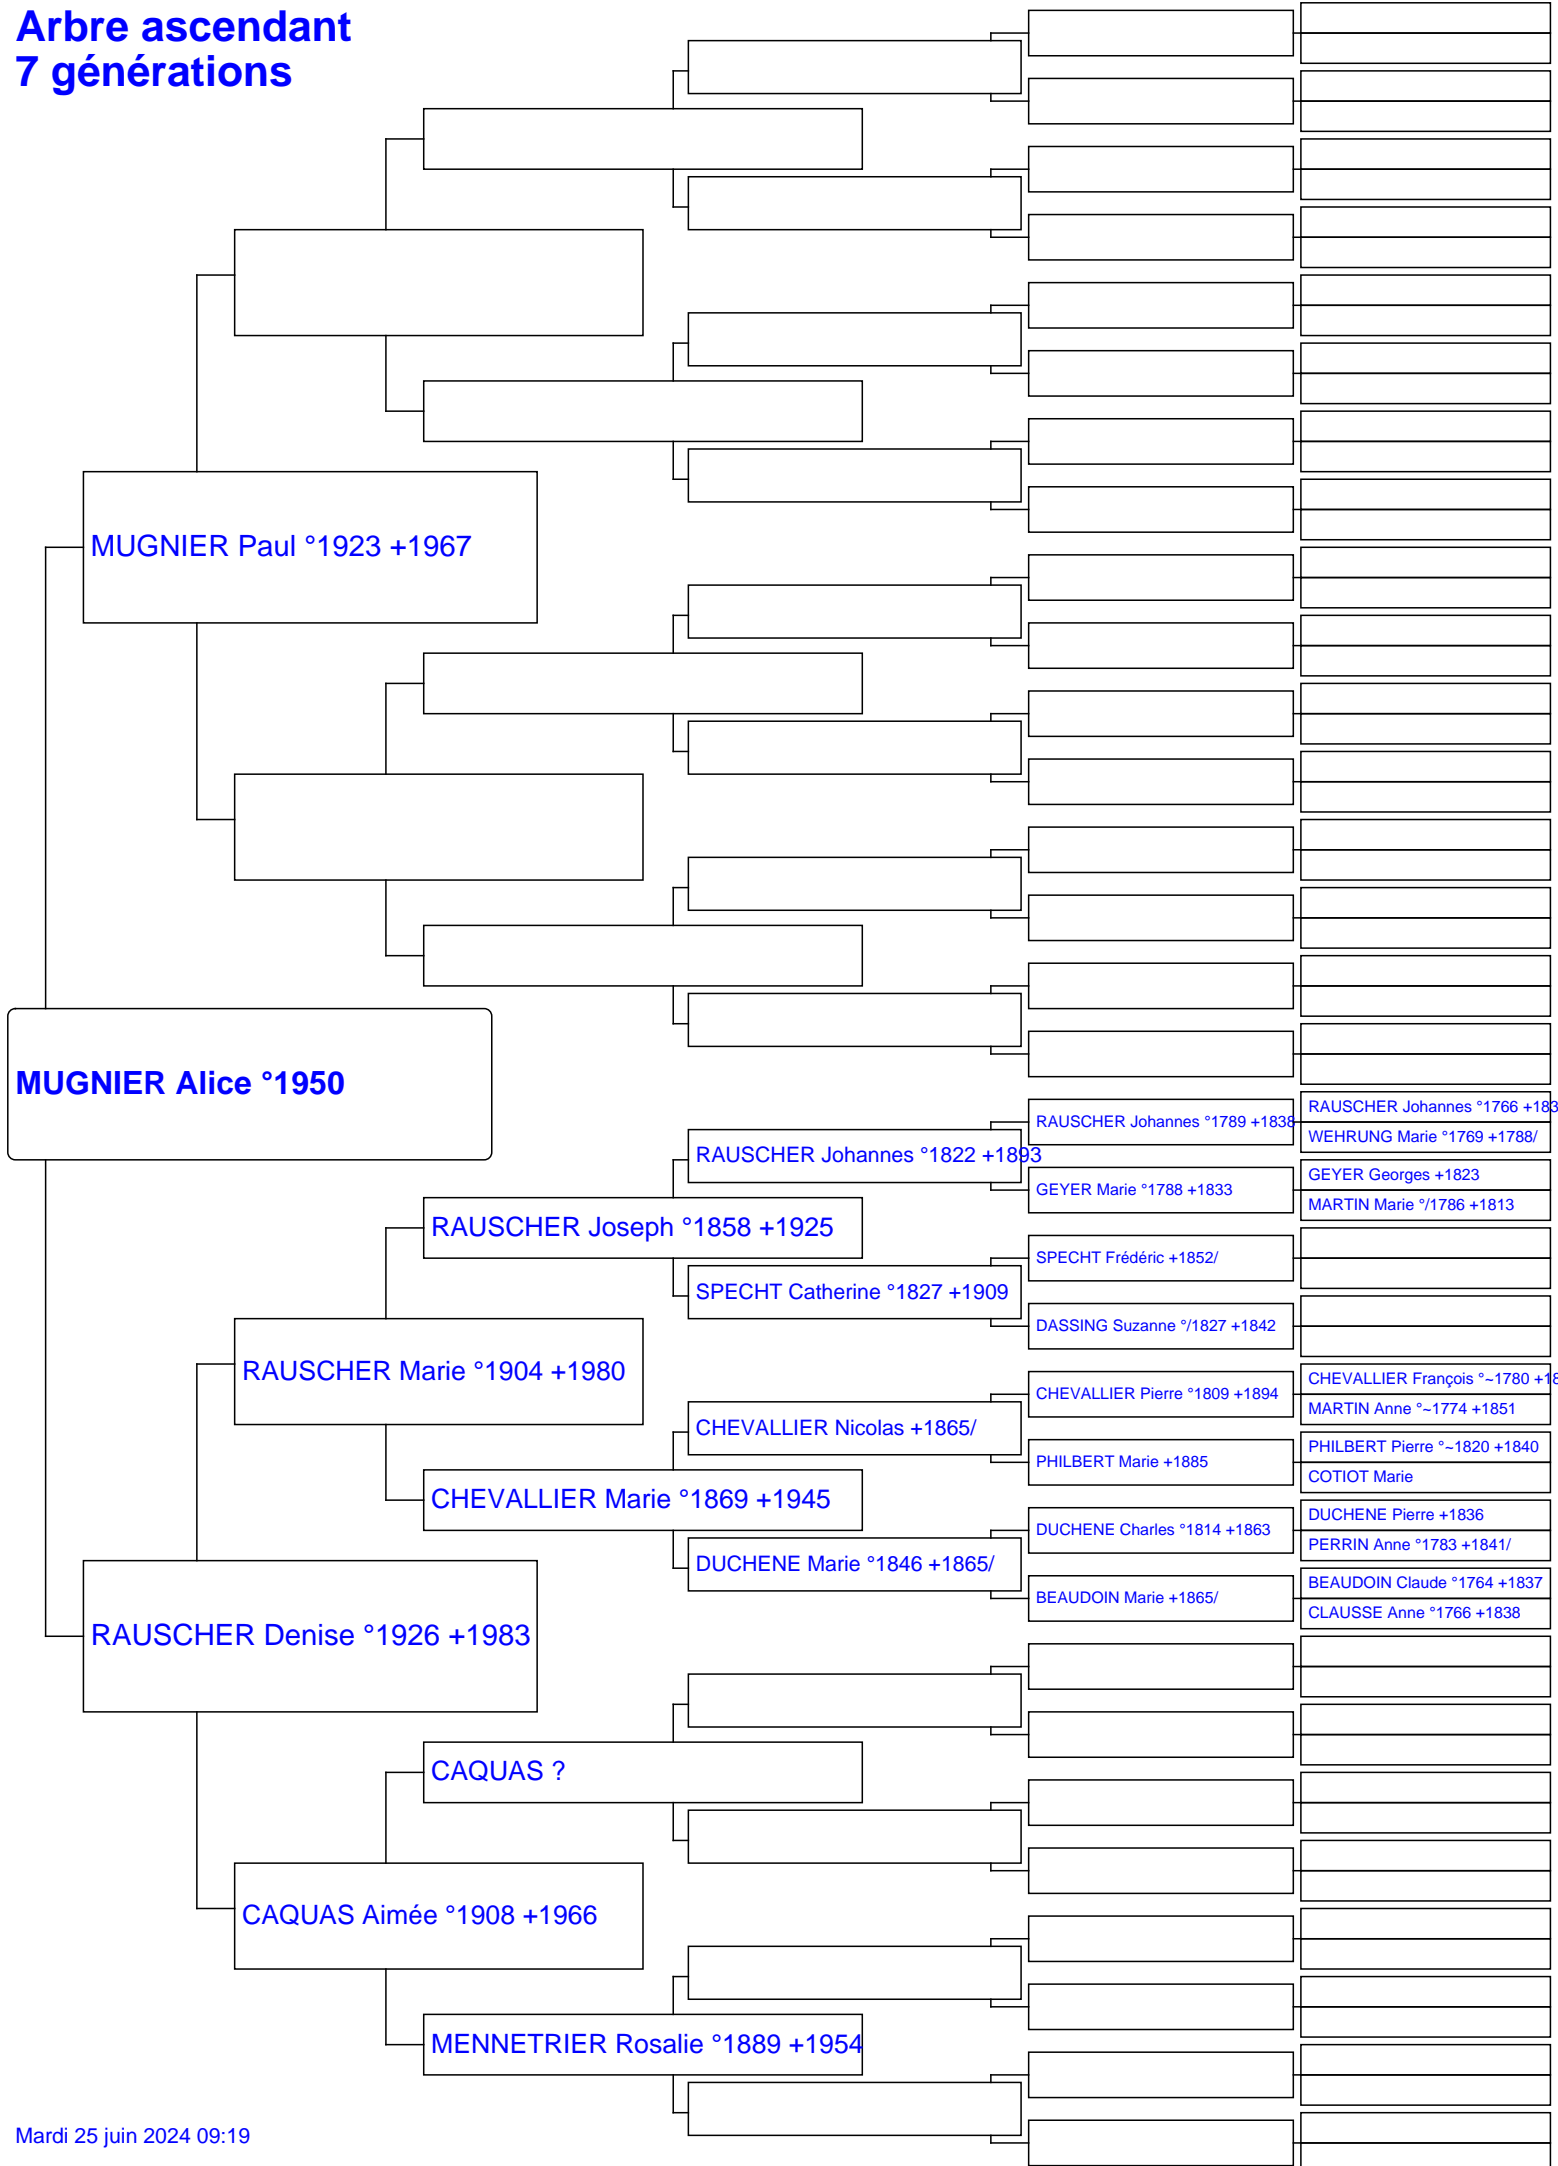 Arbre ascendant
7 générations
MUGNIER Paul °1923 +1967
MUGNIER Alice °1950
RAUSCHER Johannes °1766 +183
RAUSCHER Johannes °1789 +1838
WEHRUNG Marie °1769 +1788/
RAUSCHER Johannes °1822 +1893
GEYER Georges +1823
GEYER Marie °1788 +1833
MARTIN Marie °/1786 +1813
RAUSCHER Joseph °1858 +1925
SPECHT Frédéric +1852/
SPECHT Catherine °1827 +1909
DASSING Suzanne °/1827 +1842
RAUSCHER Marie °1904 +1980
CHEVALLIER François °~1780 +18
CHEVALLIER Pierre °1809 +1894
MARTIN Anne °~1774 +1851
CHEVALLIER Nicolas +1865/
PHILBERT Pierre °~1820 +1840
PHILBERT Marie +1885
COTIOT Marie
CHEVALLIER Marie °1869 +1945
DUCHENE Pierre +1836
DUCHENE Charles °1814 +1863
PERRIN Anne °1783 +1841/
DUCHENE Marie °1846 +1865/
BEAUDOIN Claude °1764 +1837
BEAUDOIN Marie +1865/
CLAUSSE Anne °1766 +1838
RAUSCHER Denise °1926 +1983
CAQUAS ?
CAQUAS Aimée °1908 +1966
MENNETRIER Rosalie °1889 +1954
Mardi 25 juin 2024 09:19